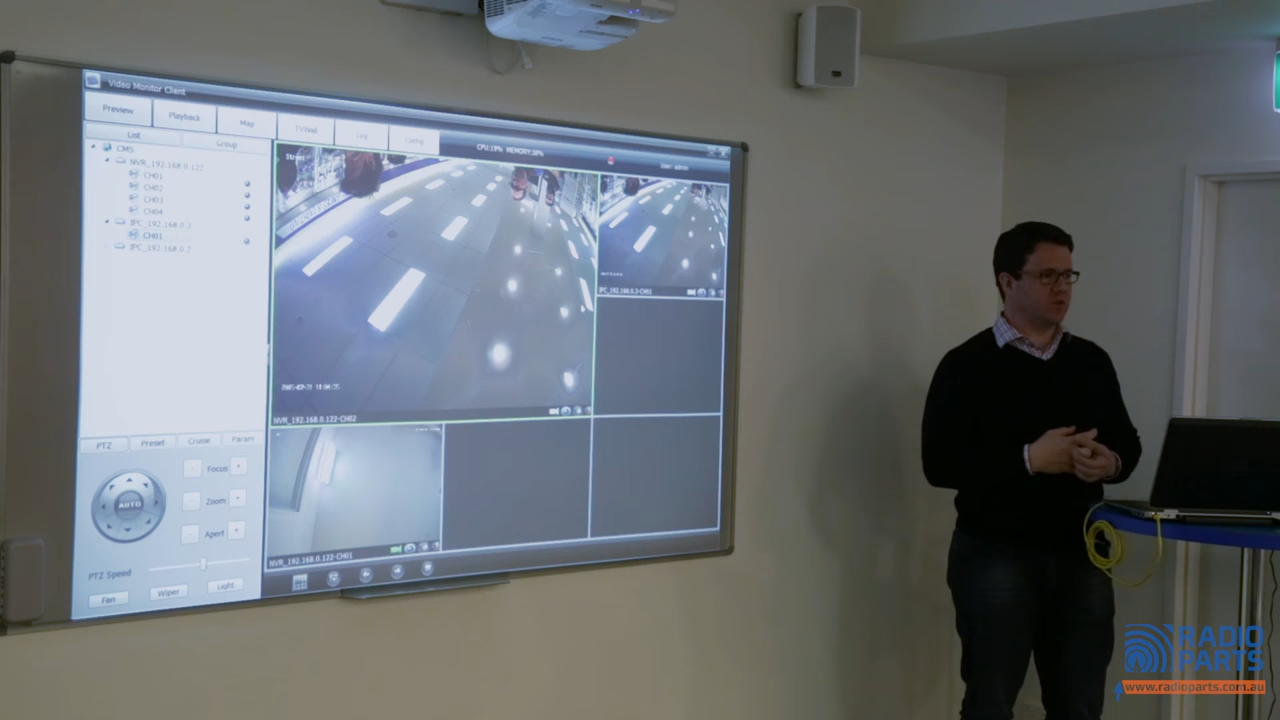 Video Monitor Client
Preview Playback Map TVWall Log Config
CPU:19% MEMORY:38%
User: admin
List Group
CMS
NVR_192.168.0.122
CH01
CH02
CH03
CH04
IPC_192.168.0.3
CH01
IPC_192.168.0.2
Street
NVR_192.168.0.122-CH02
IPC_192.168.0.3-CH01
NVR_192.168.0.122-CH01
PTZ Preset Cruise Param
AUTO
- Focus +
- Zoom +
- Apert +
PTZ Speed
Fan Wiper Light
RADIO
PARTS
www.radioparts.com.au